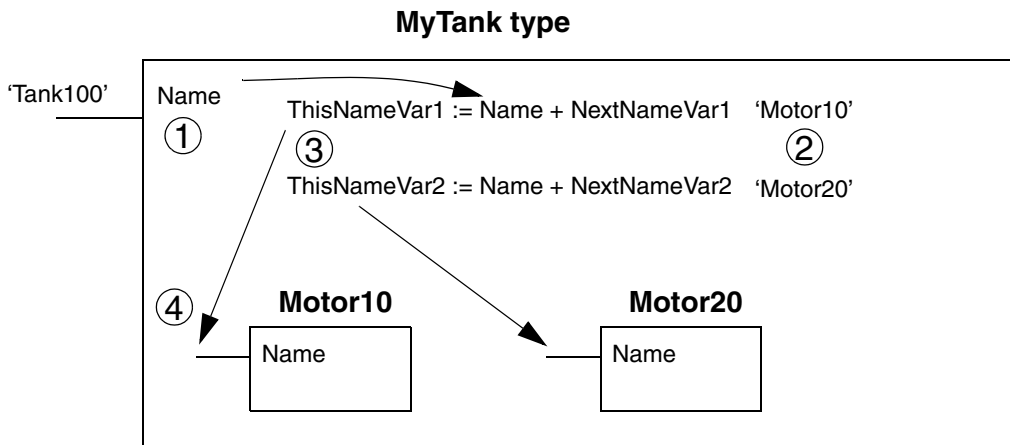 MyTank type
‘Tank100’
Name
①
ThisNameVar1 := Name + NextNameVar1 ‘Motor10’
③
②
ThisNameVar2 := Name + NextNameVar2 ‘Motor20’
④
Motor10
Motor20
Name
Name